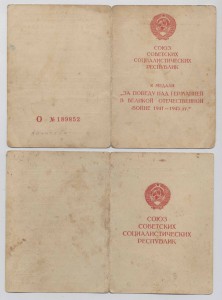 СОЮЗ
СОВЕТСКИХ
СОЦИАЛИСТИЧЕСКИХ
РЕСПУБЛИК
К МЕДАЛИ
„ЗА ПОБЕДУ НАД ГЕРМАНИЕЙ
В ВЕЛИКОЙ ОТЕЧЕСТВЕННОЙ
ВОЙНЕ 1941—1945 гг."
О - № 180052
СОЮЗ
СОВЕТСКИХ
СОЦИАЛИСТИЧЕСКИХ
РЕСПУБЛИК